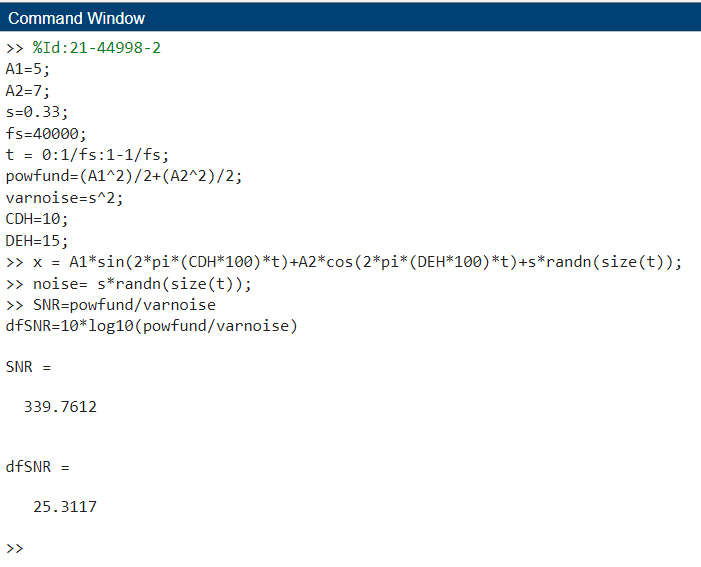 Command Window
>> %Id:21-44998-2
A1=5;
A2=7;
s=0.33;
fs=40000;
t = 0:1/fs:1-1/fs;
powfund=(A1^2)/2+(A2^2)/2;
varnoise=s^2;
CDH=10;
DEH=15;
>> x = A1*sin(2*pi*(CDH*100)*t)+A2*cos(2*pi*(DEH*100)*t)+s*randn(size(t));
>> noise= s*randn(size(t));
>> SNR=powfund/varnoise
dfSNR=10*log10(powfund/varnoise)
SNR =
339.7612
dfSNR =
25.3117
>>